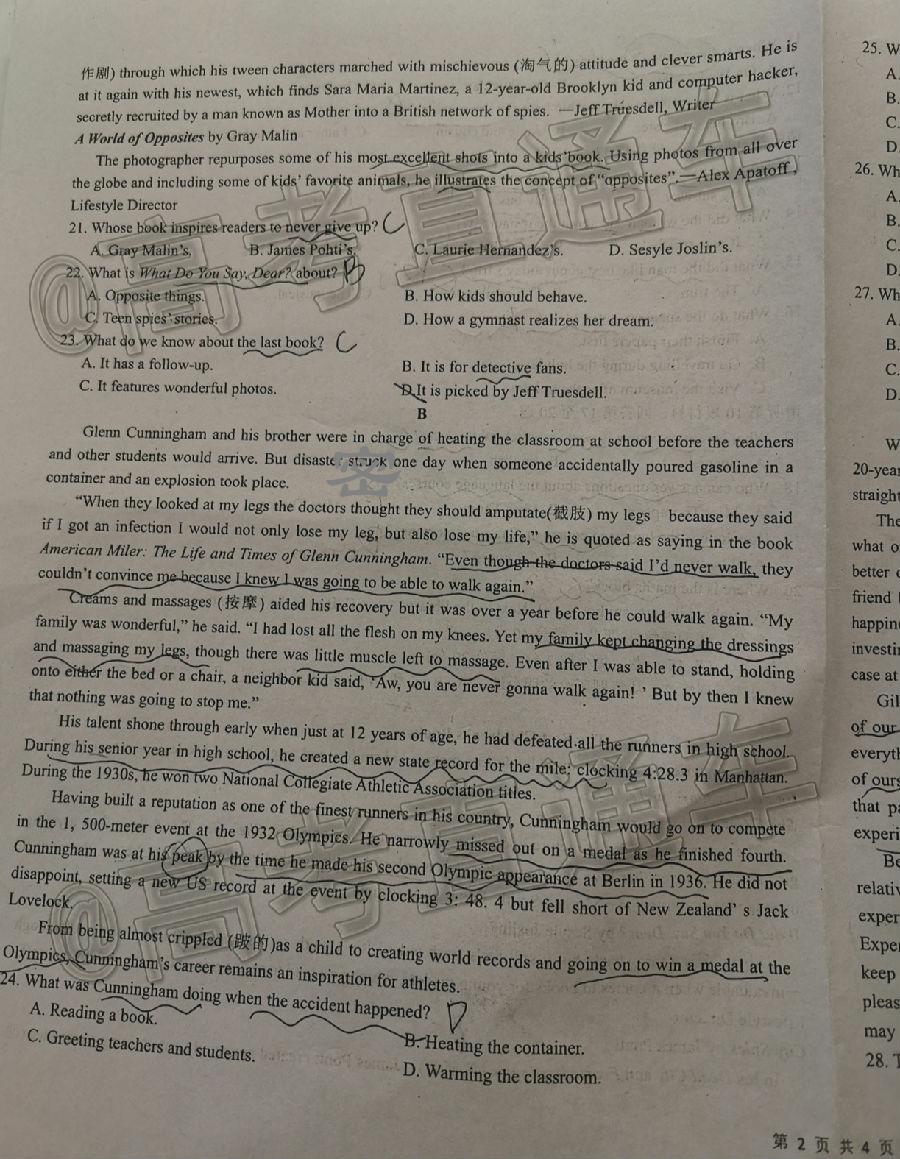 作剧) through which his tween characters marched with mischievous (淘气的) attitude and clever smarts. He is
at it again with his newest, which finds Sara Maria Martinez, a 12-year-old Brooklyn kid and computer hacker,
secretly recruited by a man known as Mother into a British network of spies. —Jeff Truesdell, Writer
A World of Opposites by Gray Malin
The photographer repurposes some of his most excellent shots into a kids' book. Using photos from all over
the globe and including some of kids' favorite animals, he illustrates the concept of "opposites".—Alex Apatoff,
Lifestyle Director
21. Whose book inspires readers to never give up? C
A. Gray Malin's. B. James Pohti's. C. Laurie Hernandez's. D. Sesyle Joslin's.
22. What is What Do You Say, Dear? about? B
A. Opposite things. B. How kids should behave.
C. Teen spies' stories. D. How a gymnast realizes her dream.
23. What do we know about the last book? C
A. It has a follow-up. B. It is for detective fans.
C. It features wonderful photos. D. It is picked by Jeff Truesdell.
B
Glenn Cunningham and his brother were in charge of heating the classroom at school before the teachers
and other students would arrive. But disaster struck one day when someone accidentally poured gasoline in a
container and an explosion took place.
"When they looked at my legs the doctors thought they should amputate(截肢) my legs because they said
if I got an infection I would not only lose my leg, but also lose my life," he is quoted as saying in the book
American Miler: The Life and Times of Glenn Cunningham. "Even though the doctors said I'd never walk, they
couldn't convince me because I knew I was going to be able to walk again."
Creams and massages (按摩) aided his recovery but it was over a year before he could walk again. "My
family was wonderful," he said. "I had lost all the flesh on my knees. Yet my family kept changing the dressings
and massaging my legs, though there was little muscle left to massage. Even after I was able to stand, holding
onto either the bed or a chair, a neighbor kid said, 'Aw, you are never gonna walk again! ' But by then I knew
that nothing was going to stop me."
His talent shone through early when just at 12 years of age, he had defeated all the runners in high school.
During his senior year in high school, he created a new state record for the mile; clocking 4:28.3 in Manhattan.
During the 1930s, he won two National Collegiate Athletic Association titles.
Having built a reputation as one of the finest runners in his country, Cunningham would go on to compete
in the 1, 500-meter event at the 1932 Olympics. He narrowly missed out on a medal as he finished fourth.
Cunningham was at his peak by the time he made his second Olympic appearance at Berlin in 1936. He did not
disappoint, setting a new US record at the event by clocking 3: 48. 4 but fell short of New Zealand' s Jack
Lovelock.
From being almost crippled (跛的)as a child to creating world records and going on to win a medal at the
Olympics, Cunningham's career remains an inspiration for athletes.
24. What was Cunningham doing when the accident happened? D
A. Reading a book. B. Heating the container.
C. Greeting teachers and students. D. Warming the classroom.
第 2 页 共 4 页
25. W
A.
B.
C.
D.
26. Wh
A.
B.
C.
D.
27. Wh
A.
B.
C.
D.
W
20-year
straight
The
what o
better
friend
happin
investi
case at
Gil
of our
everyth
of ours
that pa
experi
Be
relativ
exper
Exper
keep
pleas
may
28. T
@高考直通车
密
@高考直通车